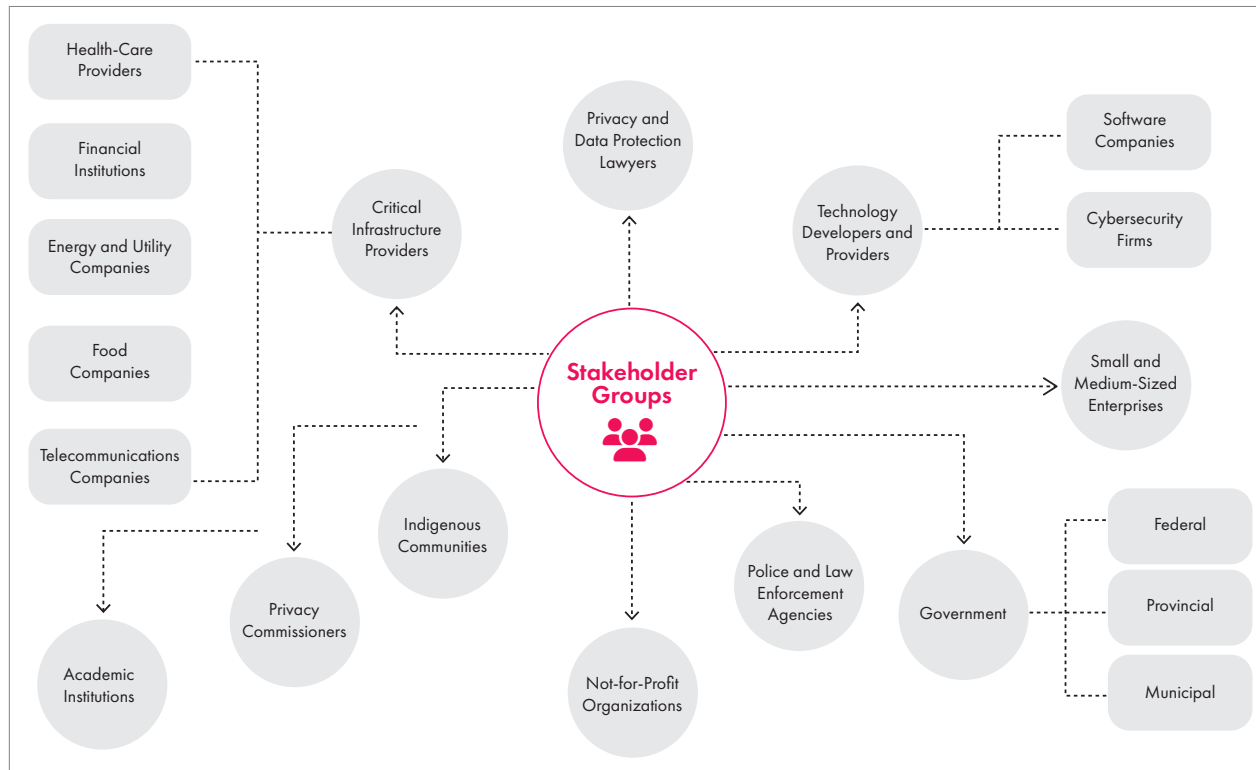 Health-Care
Providers
Financial
Institutions
Energy and Utility
Companies
Food
Companies
Telecommunications
Companies
Critical
Infrastructure
Providers
Privacy and
Data Protection
Lawyers
Technology
Developers and
Providers
Software
Companies
Cybersecurity
Firms
Stakeholder
Groups
Small and
Medium-Sized
Enterprises
Indigenous
Communities
Privacy
Commissioners
Academic
Institutions
Not-for-Profit
Organizations
Police and Law
Enforcement
Agencies
Government
Federal
Provincial
Municipal